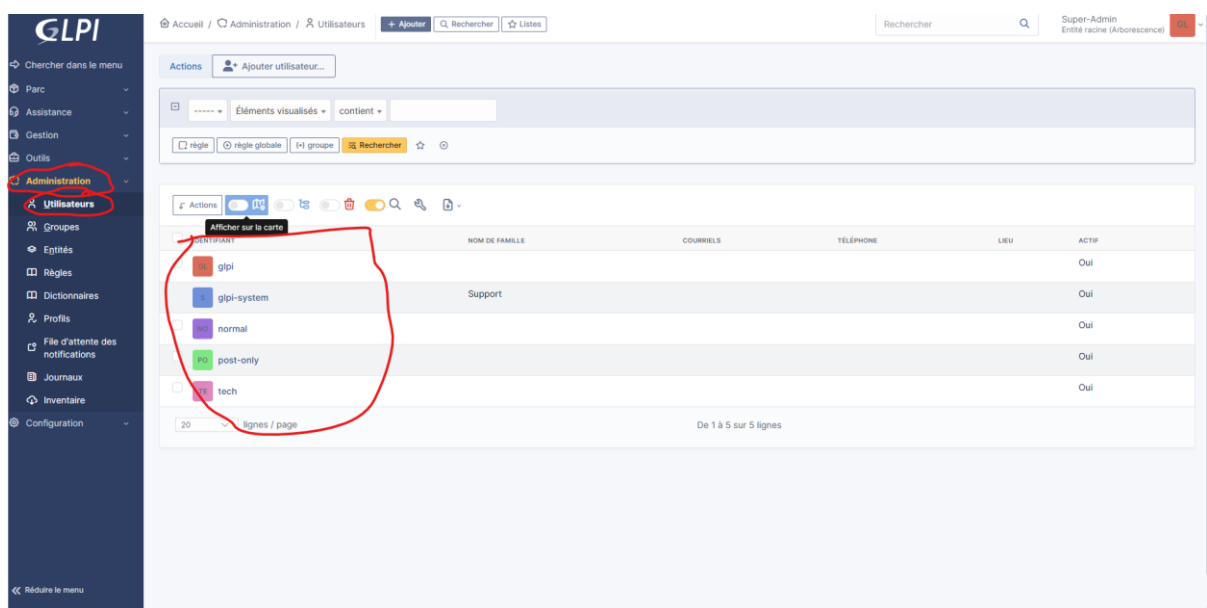 GLPI
Accueil / Administration / Utilisateurs + Ajouter Rechercher Listes
Rechercher
Super-Admin
Entité racine (Arborescence)
GL
Chercher dans le menu
Parc
Assistance
Gestion
Outils
Administration
Utilisateurs
Groupes
Entités
Règles
Dictionnaires
Profils
File d'attente des
notifications
Journaux
Inventaire
Configuration
Réduire le menu
Actions Ajouter utilisateur...
----- Éléments visualisés contient
règle règle globale (+) groupe Rechercher
Actions
Afficher sur la carte
IDENTIFIANT NOM DE FAMILLE COURRIELS TÉLÉPHONE LIEU ACTIF
GL glpi Oui
S glpi-system Support Oui
NO normal Oui
PO post-only Oui
TE tech Oui
20 lignes / page De 1 à 5 sur 5 lignes